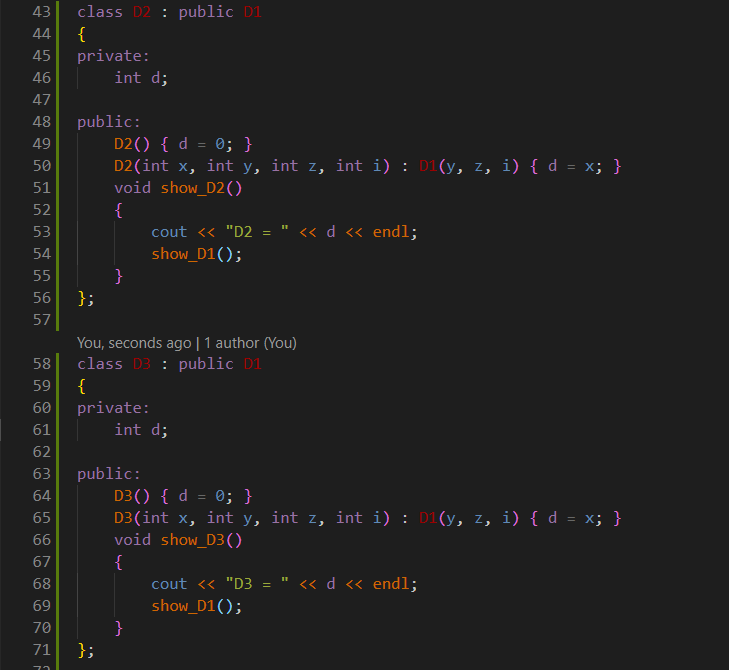 43 class D2 : public D1
44 {
45 private:
46     int d;
47
48 public:
49     D2() { d = 0; }
50     D2(int x, int y, int z, int i) : D1(y, z, i) { d = x; }
51     void show_D2()
52     {
53         cout << "D2 = " << d << endl;
54         show_D1();
55     }
56 };
57
You, seconds ago | 1 author (You)
58 class D3 : public D1
59 {
60 private:
61     int d;
62
63 public:
64     D3() { d = 0; }
65     D3(int x, int y, int z, int i) : D1(y, z, i) { d = x; }
66     void show_D3()
67     {
68         cout << "D3 = " << d << endl;
69         show_D1();
70     }
71 };